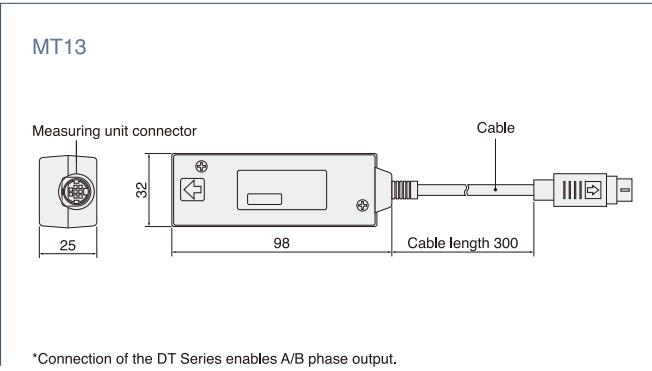 MT13
Measuring unit connector
Cable
32
25
98
Cable length 300
*Connection of the DT Series enables A/B phase output.